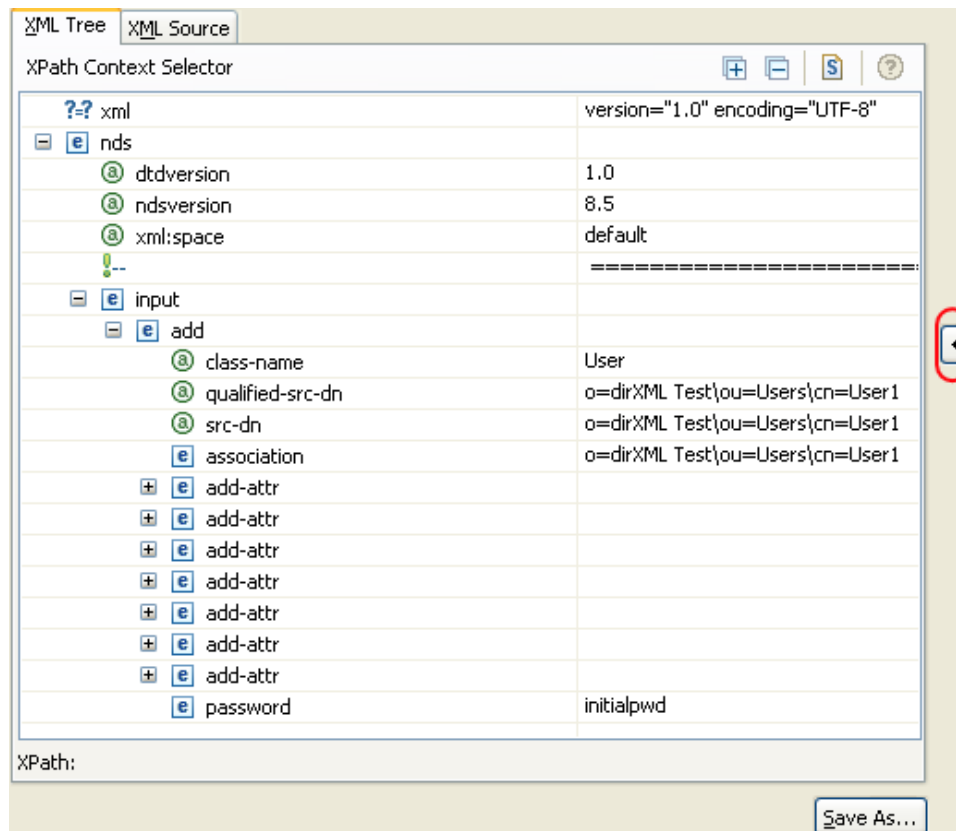 XML Tree XML Source
XPath Context Selector
?=? xml version="1.0" encoding="UTF-8"
e nds
a dtdversion 1.0
a ndsversion 8.5
a xml:space default
!-- =======================
e input
e add
a class-name User
a qualified-src-dn o=dirXML Test\ou=Users\cn=User1
a src-dn o=dirXML Test\ou=Users\cn=User1
e association o=dirXML Test\ou=Users\cn=User1
e add-attr
e add-attr
e add-attr
e add-attr
e add-attr
e add-attr
e add-attr
e password initialpwd
XPath:
Save As...